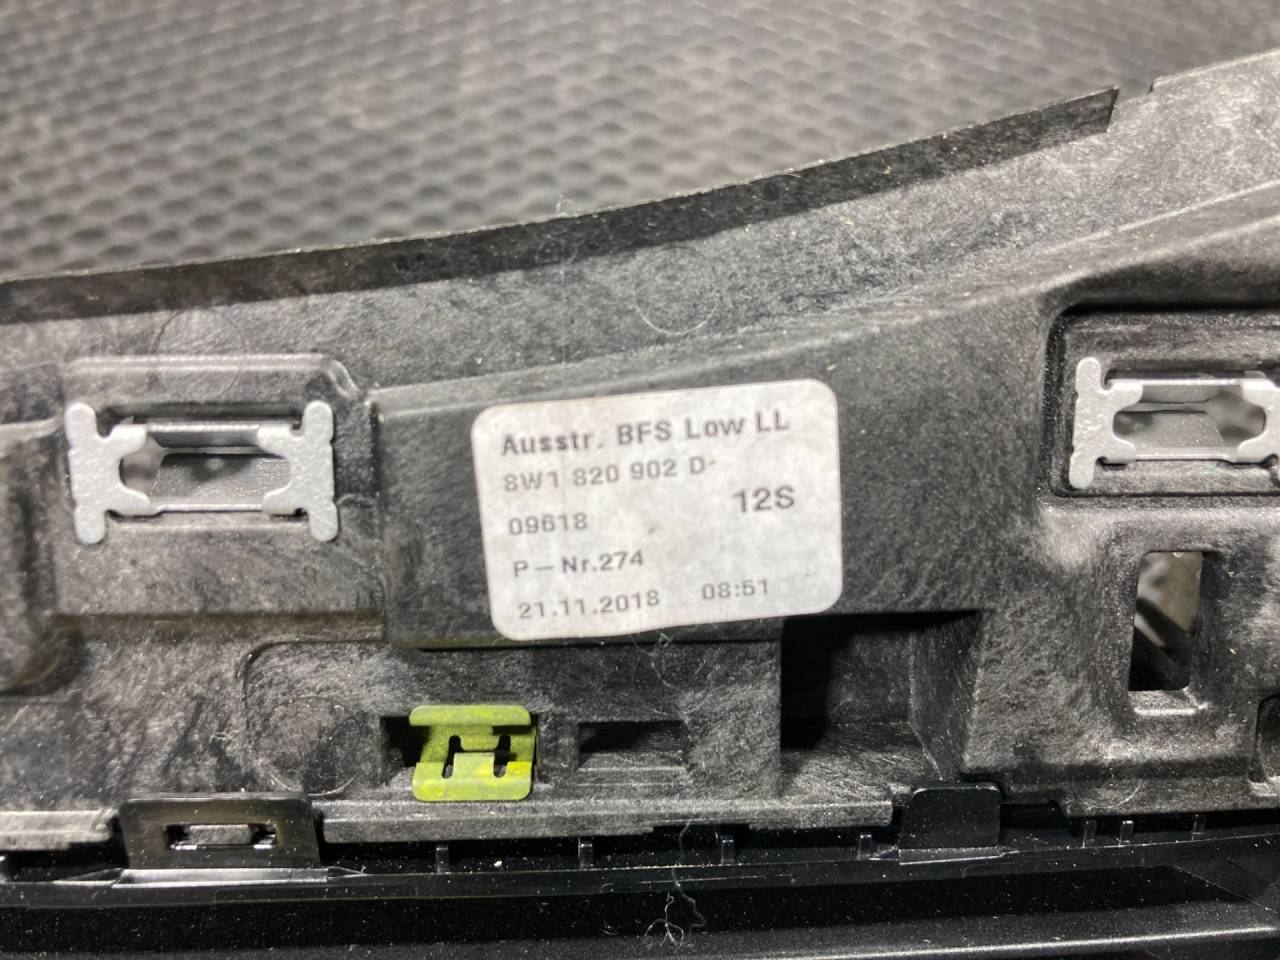 Ausstr. BFS Low LL
8W1 820 902 D
12S
09618
P-Nr.274
21.11.2018 08:51